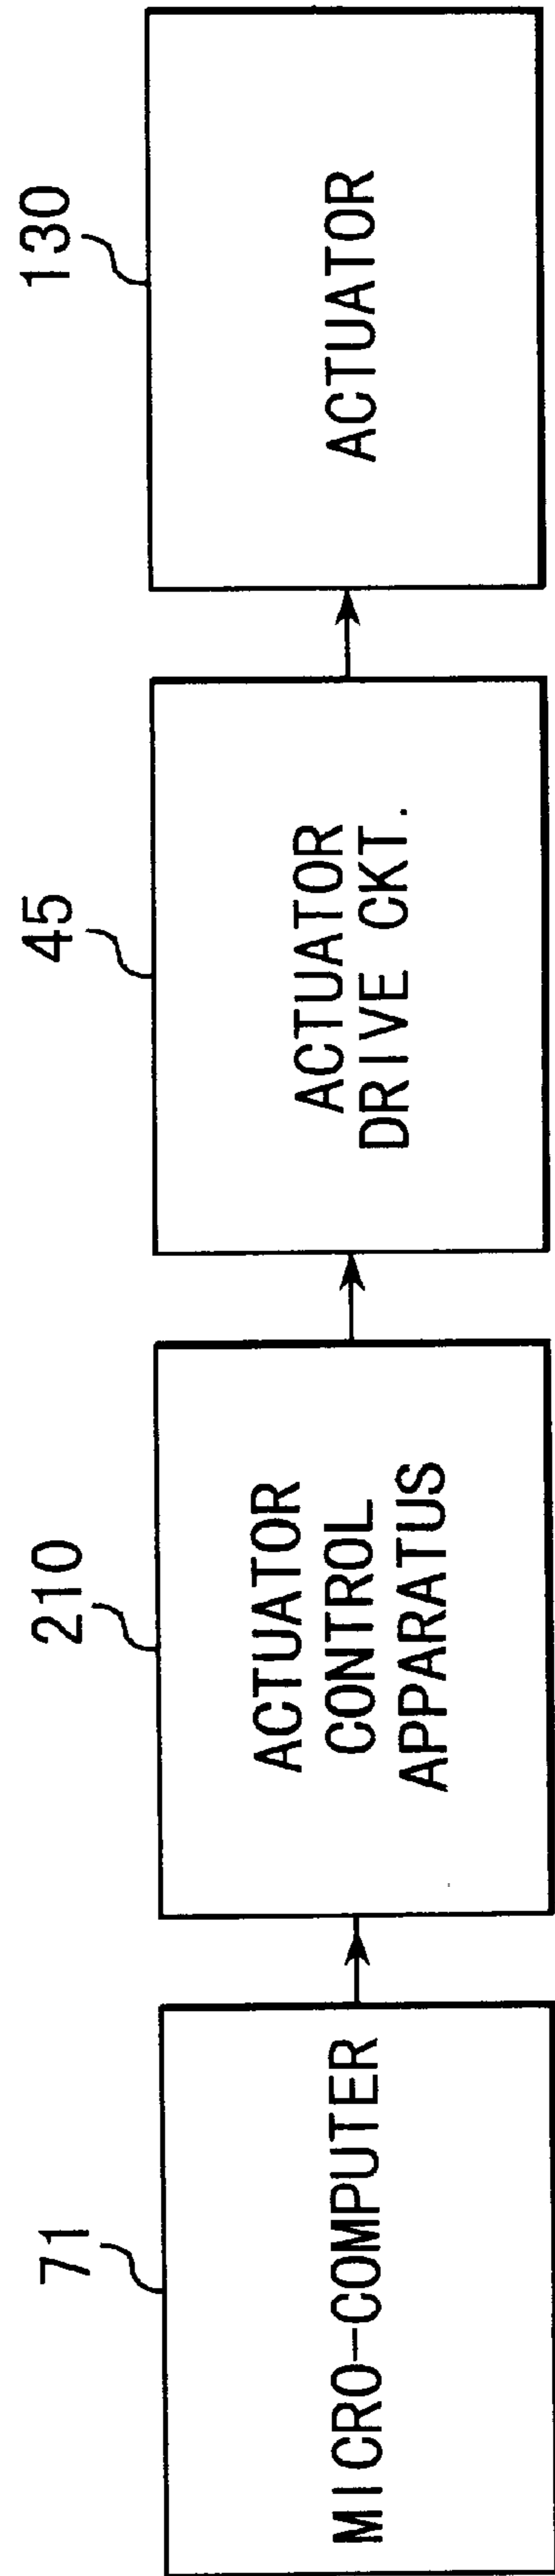 71
MICRO-COMPUTER
210
ACTUATOR
CONTROL
APPARATUS
45
ACTUATOR
DRIVE CKT.
130
ACTUATOR